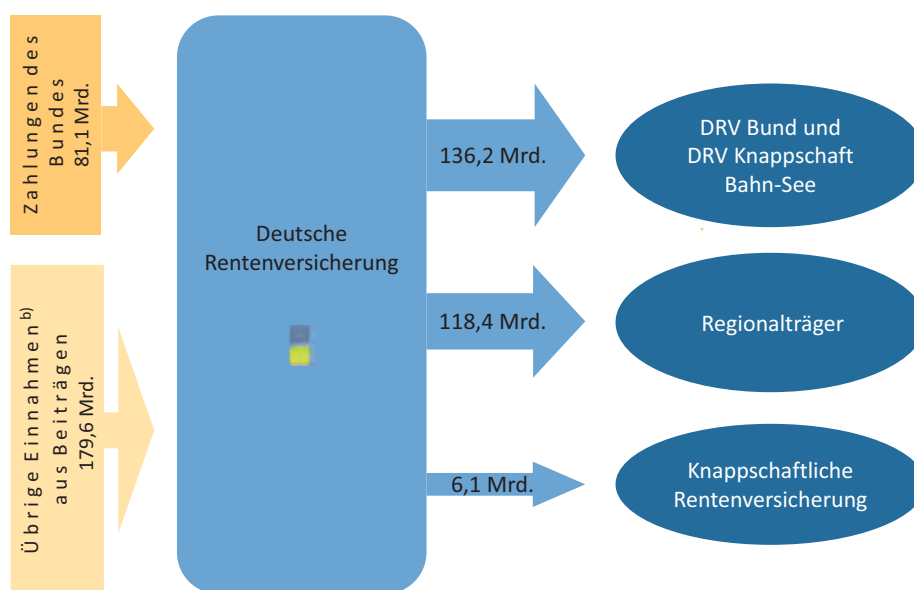 Zahlungen des
Bundes
81,1 Mrd.
Übrige Einnahmen b)
aus Beiträgen
179,6 Mrd.
Deutsche
Rentenversicherung
136,2 Mrd.
118,4 Mrd.
6,1 Mrd.
DRV Bund und
DRV Knappschaft
Bahn-See
Regionalträger
Knappschaftliche
Rentenversicherung